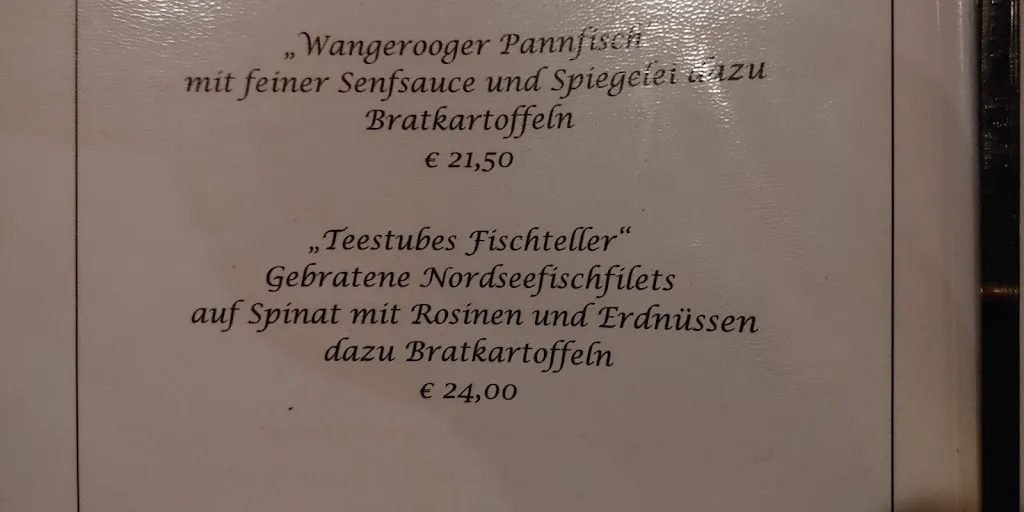 „Wangerooger Pannfisch
mit feiner Senfsauce und Spiegelei dazu
Bratkartoffeln
€ 21,50
„Teestubes Fischteller“
Gebratene Nordseefischfilets
auf Spinat mit Rosinen und Erdnüssen
dazu Bratkartoffeln
€ 24,00